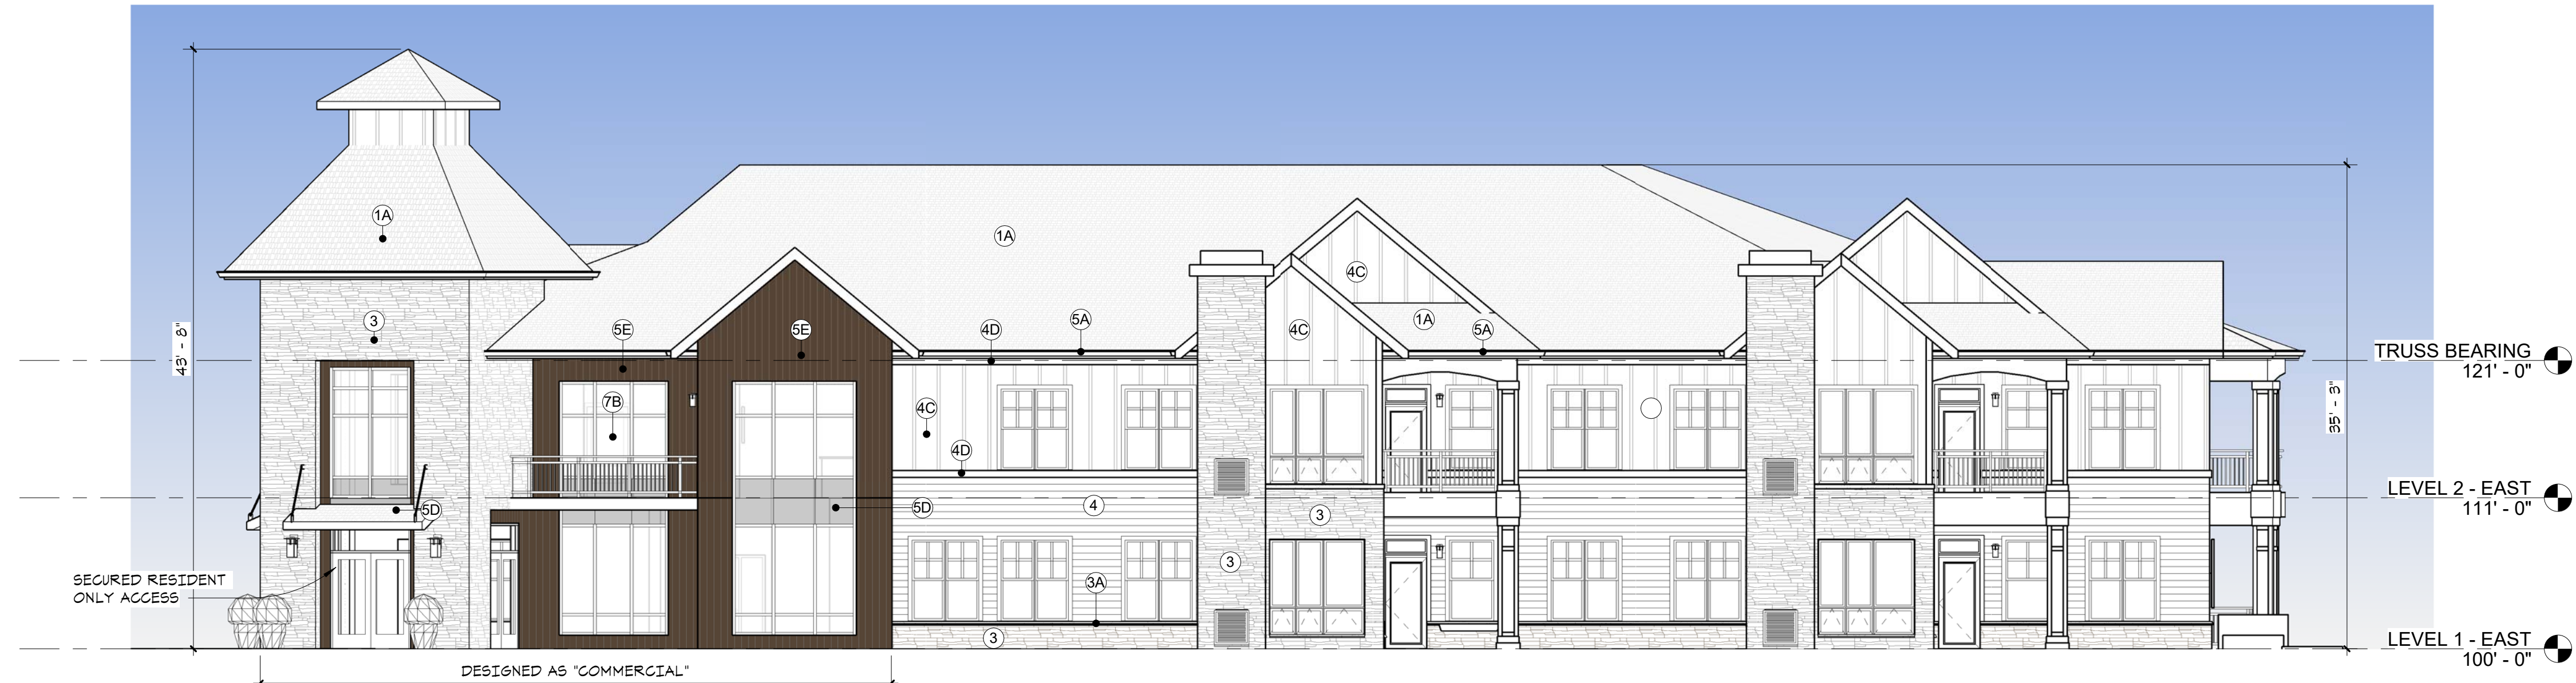 1A
1A
4C
43' - 8"
3
5E
5E
4D
5A
4C
1A
5A
35' - 3"
TRUSS BEARING
121' - 0"
7B
4C
4D
5D
5D
4
3
LEVEL 2 - EAST
111' - 0"
3
3A
SECURED RESIDENT
ONLY ACCESS
3
LEVEL 1 - EAST
100' - 0"
DESIGNED AS "COMMERCIAL"